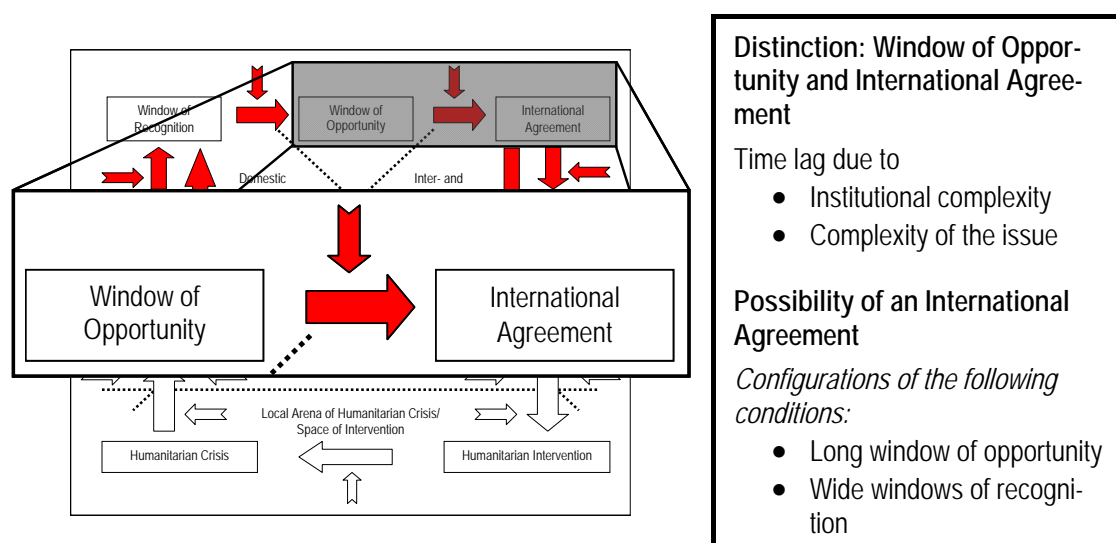 Window of
Recognition
Window of
Opportunity
International
Agreement
Domestic
Inter- and
Window of
Opportunity
International
Agreement
Local Arena of Humanitarian Crisis/
Space of Intervention
Humanitarian Crisis
Humanitarian Intervention
Distinction: Window of Oppor-
tunity and International Agree-
ment
Time lag due to
• Institutional complexity
• Complexity of the issue
Possibility of an International
Agreement
Configurations of the following
conditions:
• Long window of opportunity
• Wide windows of recogni-
tion